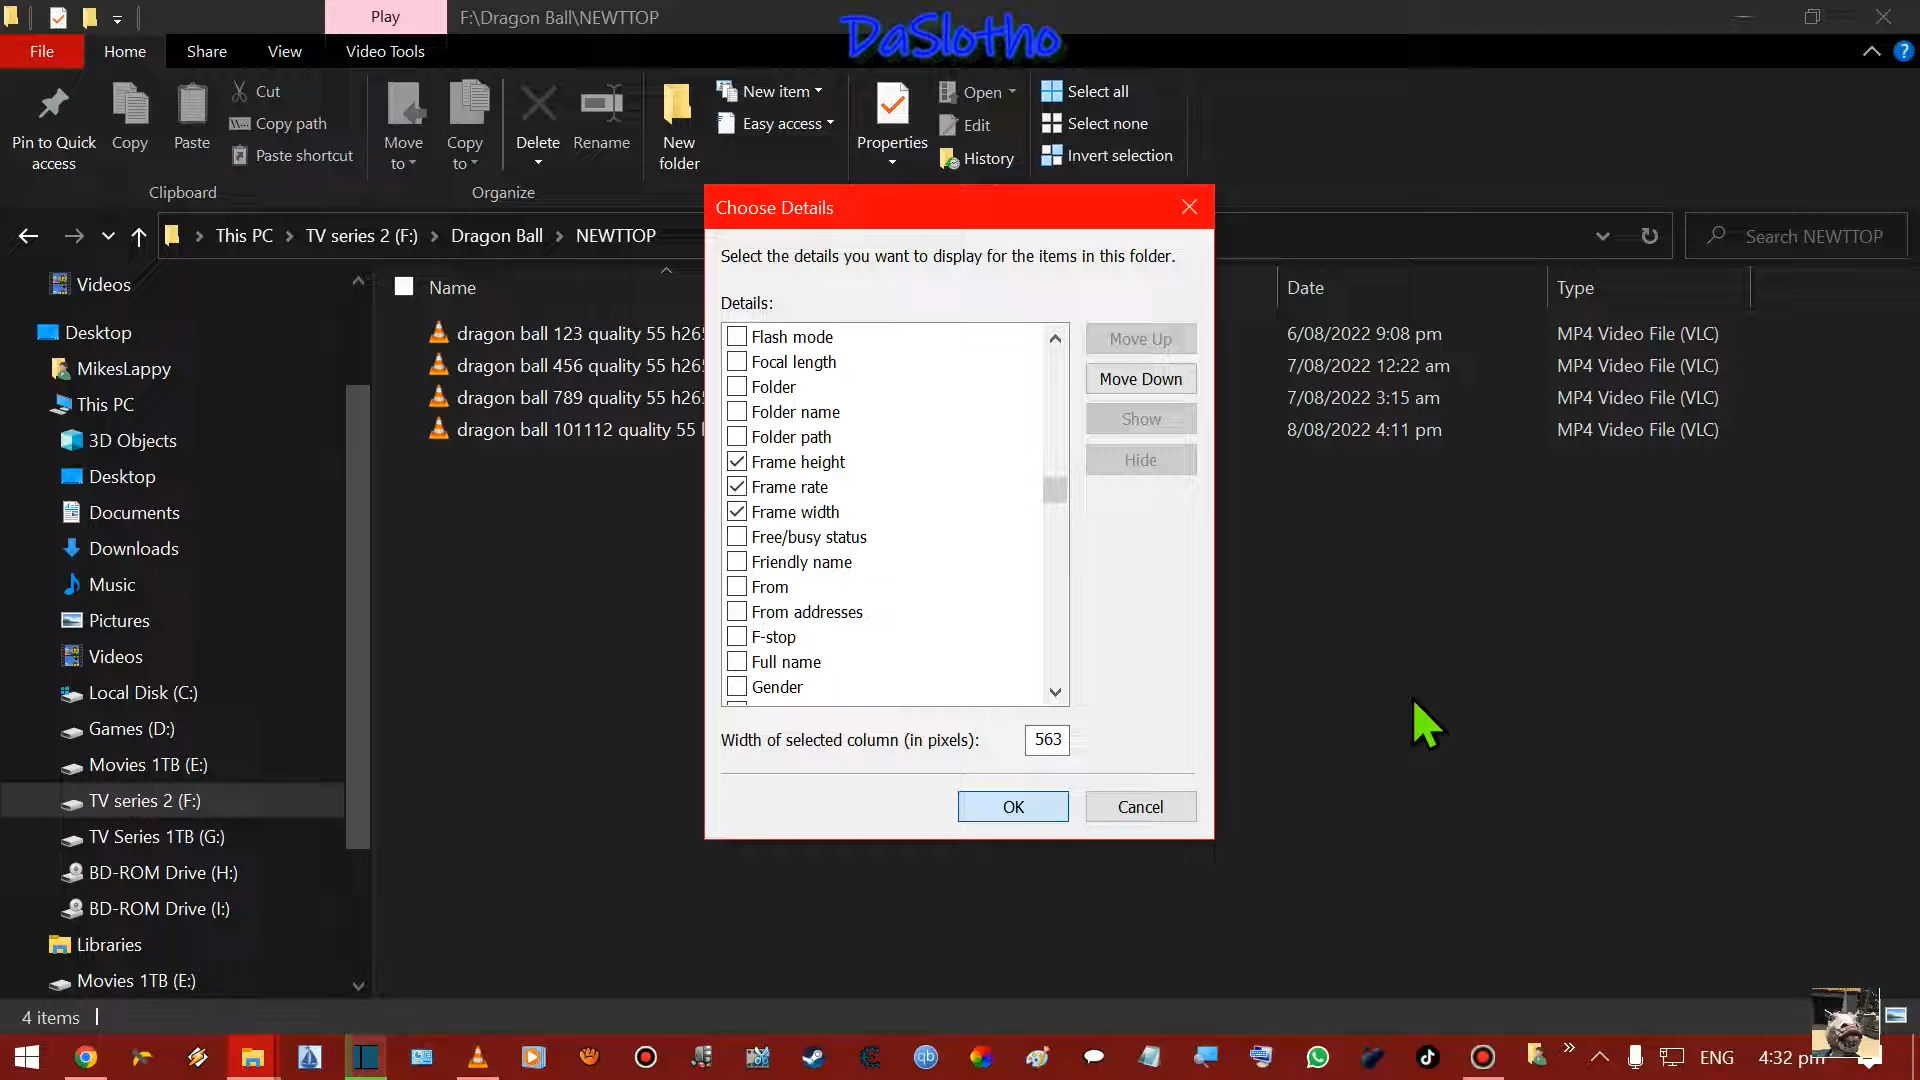 Play
F:\Dragon Ball\NEWTTOP
DaSlotho
File
Home
Share
View
Video Tools
Pin to Quick access
Copy
Paste
Cut
Copy path
Paste shortcut
Clipboard
Move to
Copy to
Delete
Rename
Organize
New folder
New item
Easy access
Properties
Open
Edit
History
Select all
Select none
Invert selection
This PC
TV series 2 (F:)
Dragon Ball
NEWTTOP
Search NEWTTOP
Videos
Desktop
MikesLappy
This PC
3D Objects
Desktop
Documents
Downloads
Music
Pictures
Videos
Local Disk (C:)
Games (D:)
Movies 1TB (E:)
TV series 2 (F:)
TV Series 1TB (G:)
BD-ROM Drive (H:)
BD-ROM Drive (I:)
Libraries
Movies 1TB (E:)
Name
Date
Type
dragon ball 123 quality 55 h265
6/08/2022 9:08 pm
MP4 Video File (VLC)
dragon ball 456 quality 55 h265
7/08/2022 12:22 am
MP4 Video File (VLC)
dragon ball 789 quality 55 h265
7/08/2022 3:15 am
MP4 Video File (VLC)
dragon ball 101112 quality 55 h
8/08/2022 4:11 pm
MP4 Video File (VLC)
Choose Details
Select the details you want to display for the items in this folder.
Details:
Flash mode
Focal length
Folder
Folder name
Folder path
Frame height
Frame rate
Frame width
Free/busy status
Friendly name
From
From addresses
F-stop
Full name
Gender
Move Up
Move Down
Show
Hide
Width of selected column (in pixels):
563
OK
Cancel
4 items
ENG
4:32 pm